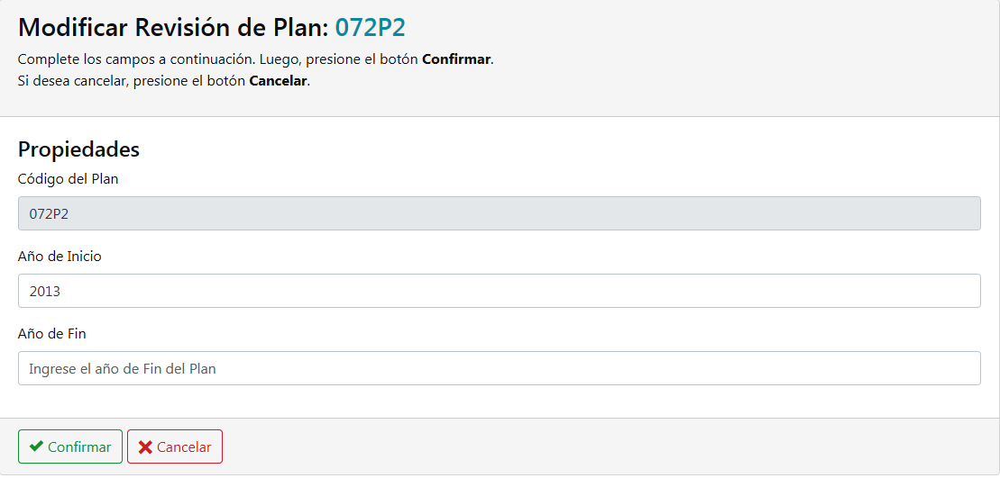 Modificar Revisión de Plan: 072P2
Complete los campos a continuación. Luego, presione el botón Confirmar.
Si desea cancelar, presione el botón Cancelar.
Propiedades
Código del Plan
072P2
Año de Inicio
2013
Año de Fin
Ingrese el año de Fin del Plan
Confirmar Cancelar